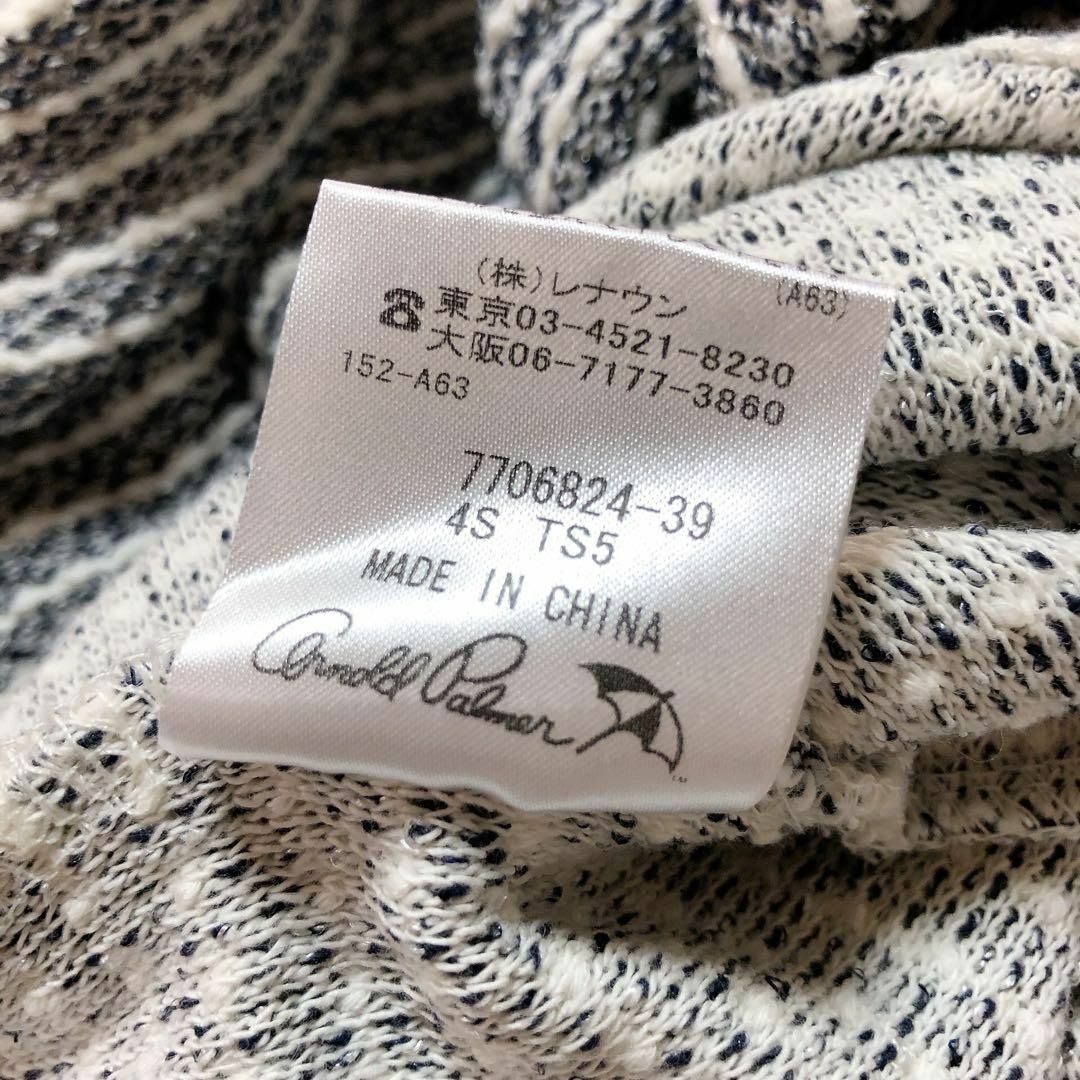 (株)レナウン (A63)
☎東京03-4521-8230
大阪06-7177-3860
152-A63
7706824-39
4S TS5
MADE IN CHINA
Arnold Palmer